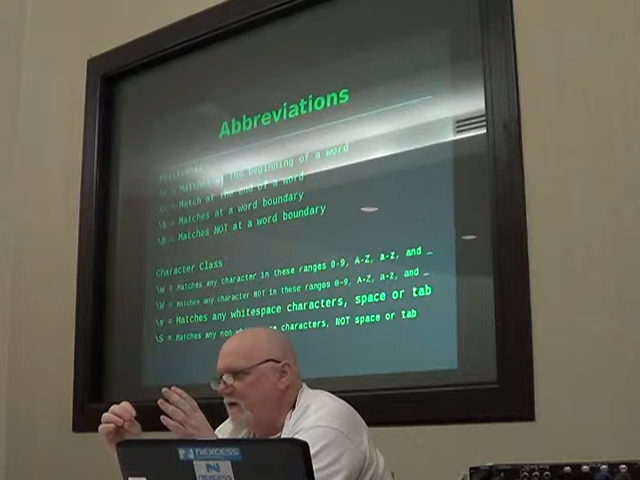 Abbreviations
= Matches at the beginning of a word
= Match at the end of a word
\b = Matches at a word boundary
\B = Matches NOT at a word boundary
Character Class
\w = Matches any character in these ranges 0-9, A-Z, a-z, and _
\W = Matches any character NOT in these ranges 0-9, A-Z, a-z, and _
\s = Matches any whitespace characters, space or tab
\S = Matches any non characters, NOT space or tab
NEXCESS
N
NEXCESS